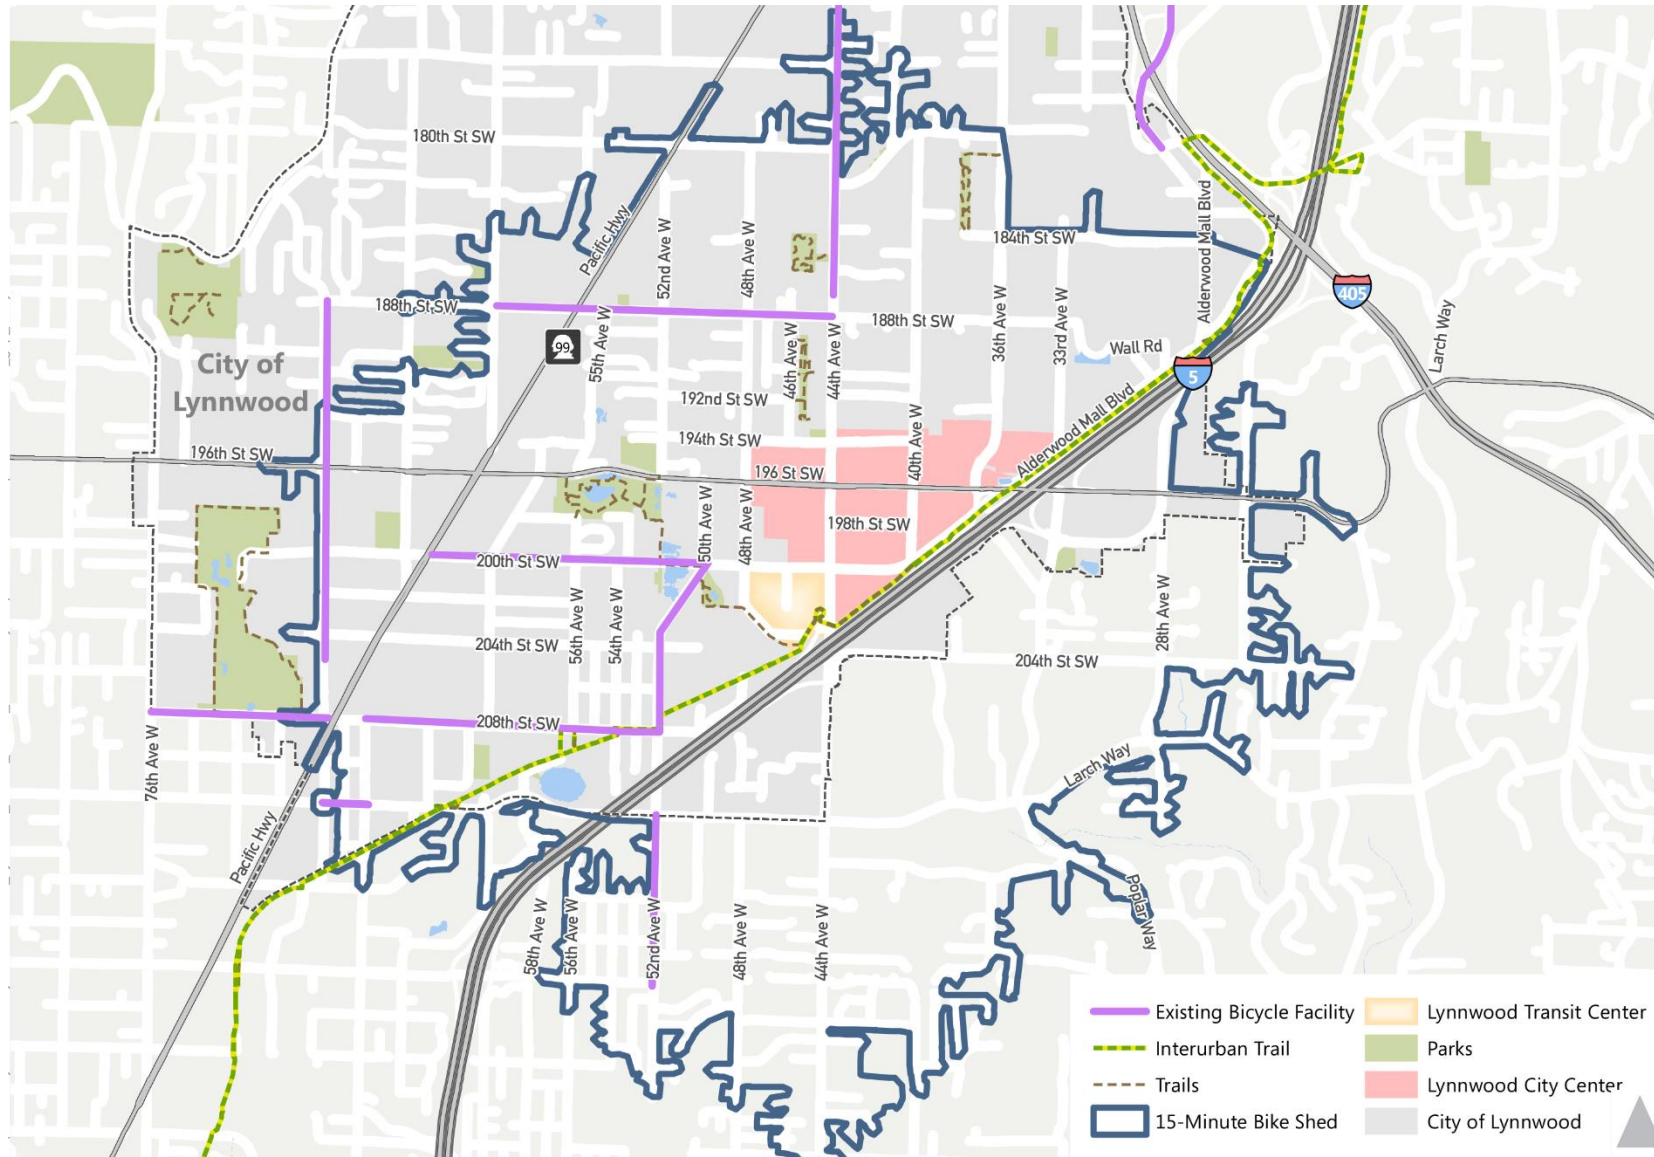 180th St SW
Pacific Hwy
52nd Ave W
48th Ave W
184th St SW
Alderwood Mall Blvd
188th St SW
99
55th Ave W
46th Ave W
44th Ave W
188th St SW
36th Ave W
33rd Ave W
Wall Rd
405
Larch Way
5
City of
Lynnwood
192nd St SW
194th St SW
40th Ave W
Alderwood Mall Blvd
196th St SW
196 St SW
50th Ave W
48th Ave W
198th St SW
200th St SW
56th Ave W
54th Ave W
204th St SW
28th Ave W
204th St SW
208th St SW
76th Ave W
Larch Way
Pacific Hwy
Poplar Way
58th Ave W
56th Ave W
52nd Ave W
48th Ave W
44th Ave W
Existing Bicycle Facility
Interurban Trail
Trails
15-Minute Bike Shed
Lynnwood Transit Center
Parks
Lynnwood City Center
City of Lynnwood